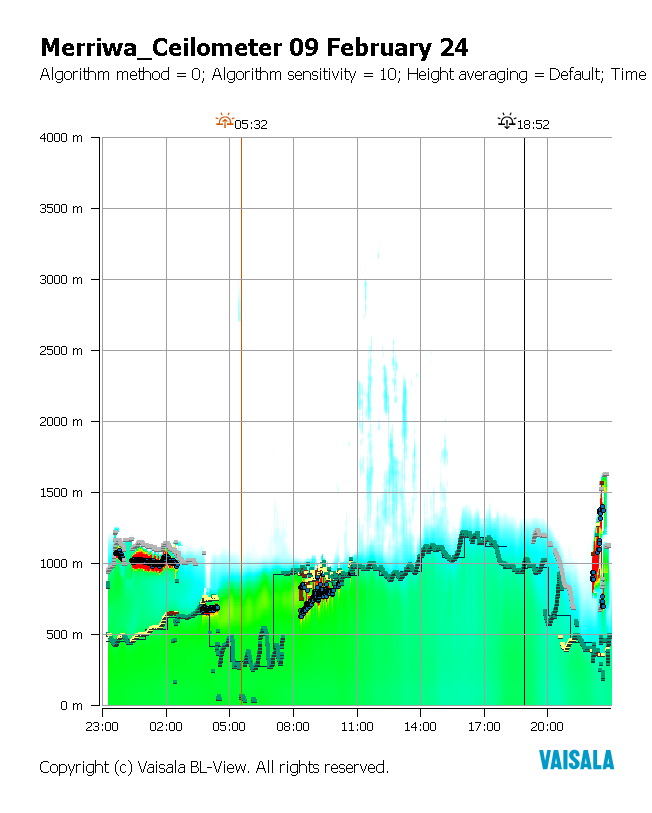 Merriwa_Ceilometer 09 February 24
Algorithm method = 0; Algorithm sensitivity = 10; Height averaging = Default; Time
05:32 18:52
4000 m
3500 m
3000 m
2500 m
2000 m
1500 m
1000 m
500 m
0 m
23:00 02:00 05:00 08:00 11:00 14:00 17:00 20:00
Copyright (c) Vaisala BL-View. All rights reserved.
VAISALA